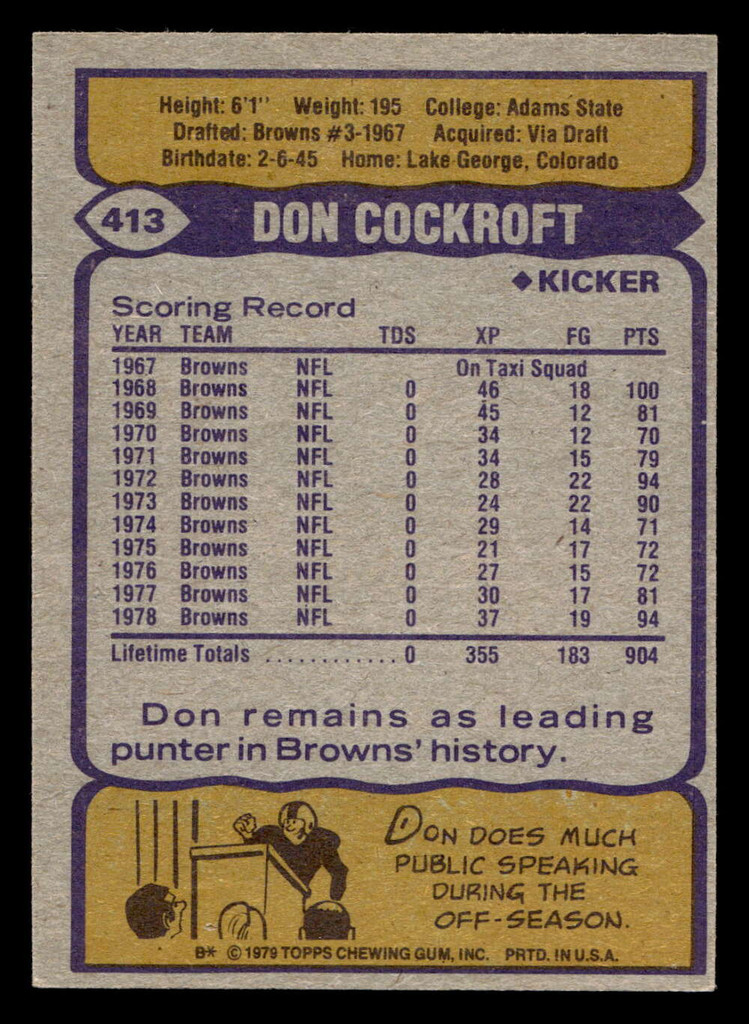 Height: 6'1" Weight: 195 College: Adams State
Drafted: Browns #3-1967 Acquired: Via Draft
Birthdate: 2-6-45 Home: Lake George, Colorado
413 DON COCKROFT
◆KICKER
Scoring Record
YEAR TEAM TDS XP FG PTS
1967 Browns NFL On Taxi Squad
1968 Browns NFL 0 46 18 100
1969 Browns NFL 0 45 12 81
1970 Browns NFL 0 34 12 70
1971 Browns NFL 0 34 15 79
1972 Browns NFL 0 28 22 94
1973 Browns NFL 0 24 22 90
1974 Browns NFL 0 29 14 71
1975 Browns NFL 0 21 17 72
1976 Browns NFL 0 27 15 72
1977 Browns NFL 0 30 17 81
1978 Browns NFL 0 37 19 94
Lifetime Totals ............ 0 355 183 904
Don remains as leading
punter in Browns' history.
DON DOES MUCH
PUBLIC SPEAKING
DURING THE
OFF-SEASON.
B* © 1979 TOPPS CHEWING GUM, INC. PRTD. IN U.S.A.